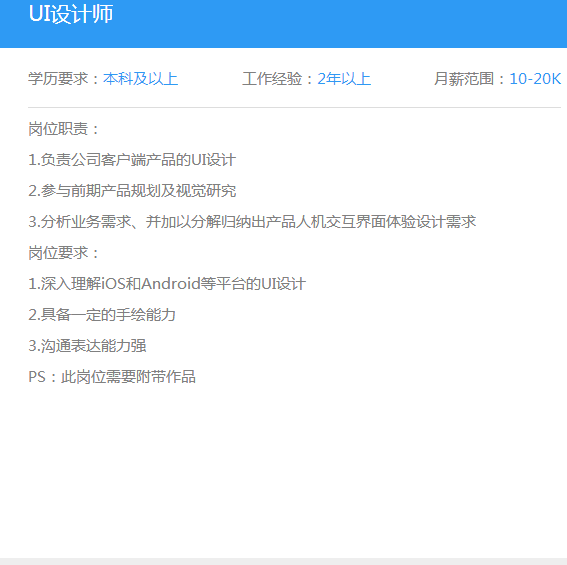 UI设计师
学历要求：本科及以上 工作经验：2年以上 月薪范围：10-20K
岗位职责：
1.负责公司客户端产品的UI设计
2.参与前期产品规划及视觉研究
3.分析业务需求、并加以分解归纳出产品人机交互界面体验设计需求
岗位要求：
1.深入理解iOS和Android等平台的UI设计
2.具备一定的手绘能力
3.沟通表达能力强
PS：此岗位需要附带作品